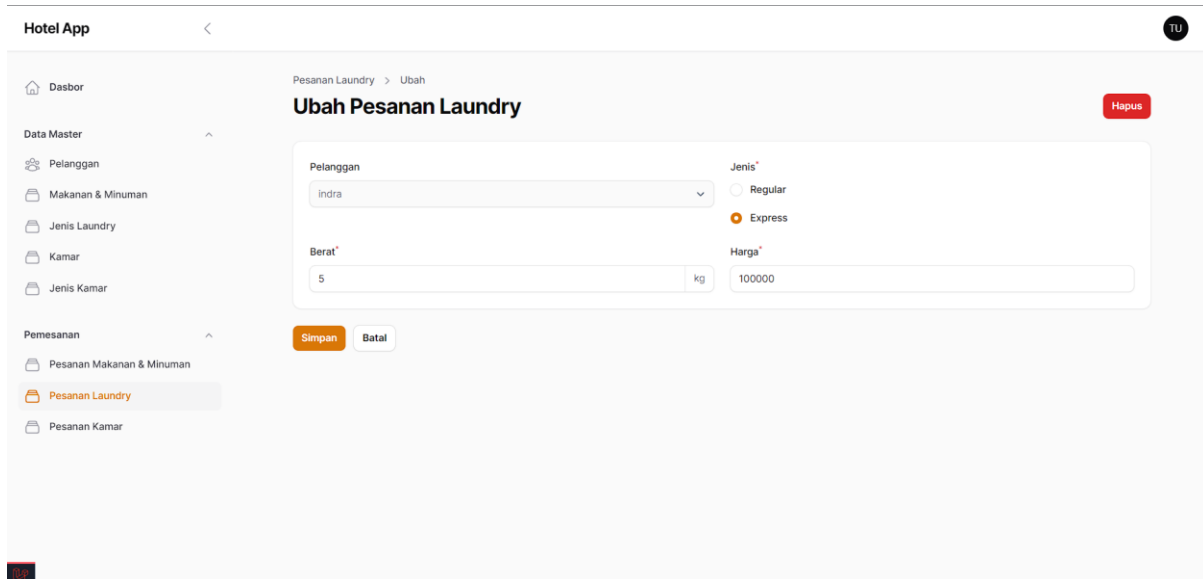 Hotel App
TU
Dasbor
Data Master
Pelanggan
Makanan & Minuman
Jenis Laundry
Kamar
Jenis Kamar
Pemesanan
Pesanan Makanan & Minuman
Pesanan Laundry
Pesanan Kamar
Pesanan Laundry > Ubah
Ubah Pesanan Laundry
Hapus
Pelanggan
indra
Jenis*
Regular
Express
Berat*
5 kg
Harga*
100000
Simpan Batal